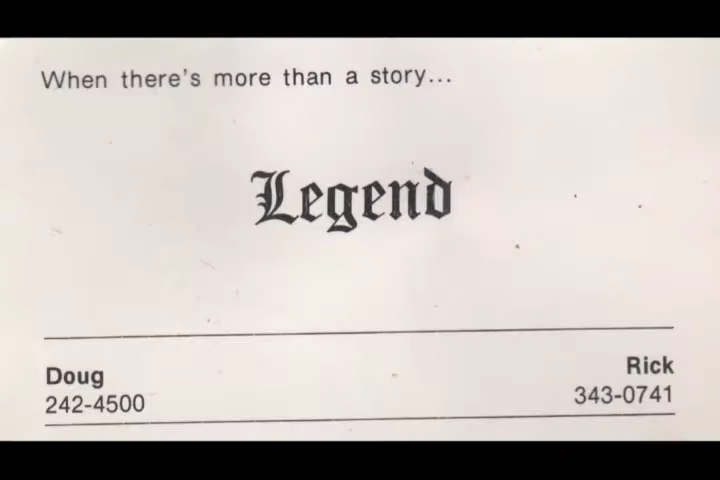 When there's more than a story...
Legend
Doug
242-4500
Rick
343-0741